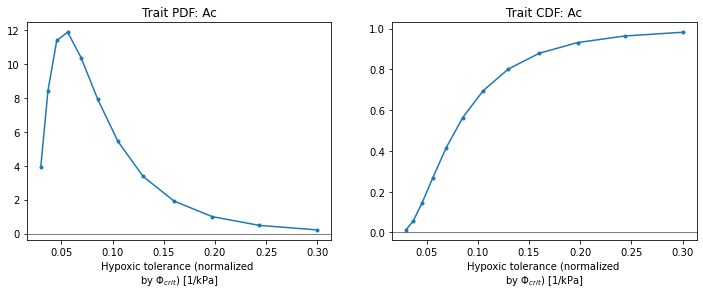 Trait PDF: Ac
12
10
8
6
4
2
0
0.05 0.10 0.15 0.20 0.25 0.30
Hypoxic tolerance (normalized
by Φcrit) [1/kPa]
Trait CDF: Ac
1.0
0.8
0.6
0.4
0.2
0.0
0.05 0.10 0.15 0.20 0.25 0.30
Hypoxic tolerance (normalized
by Φcrit) [1/kPa]